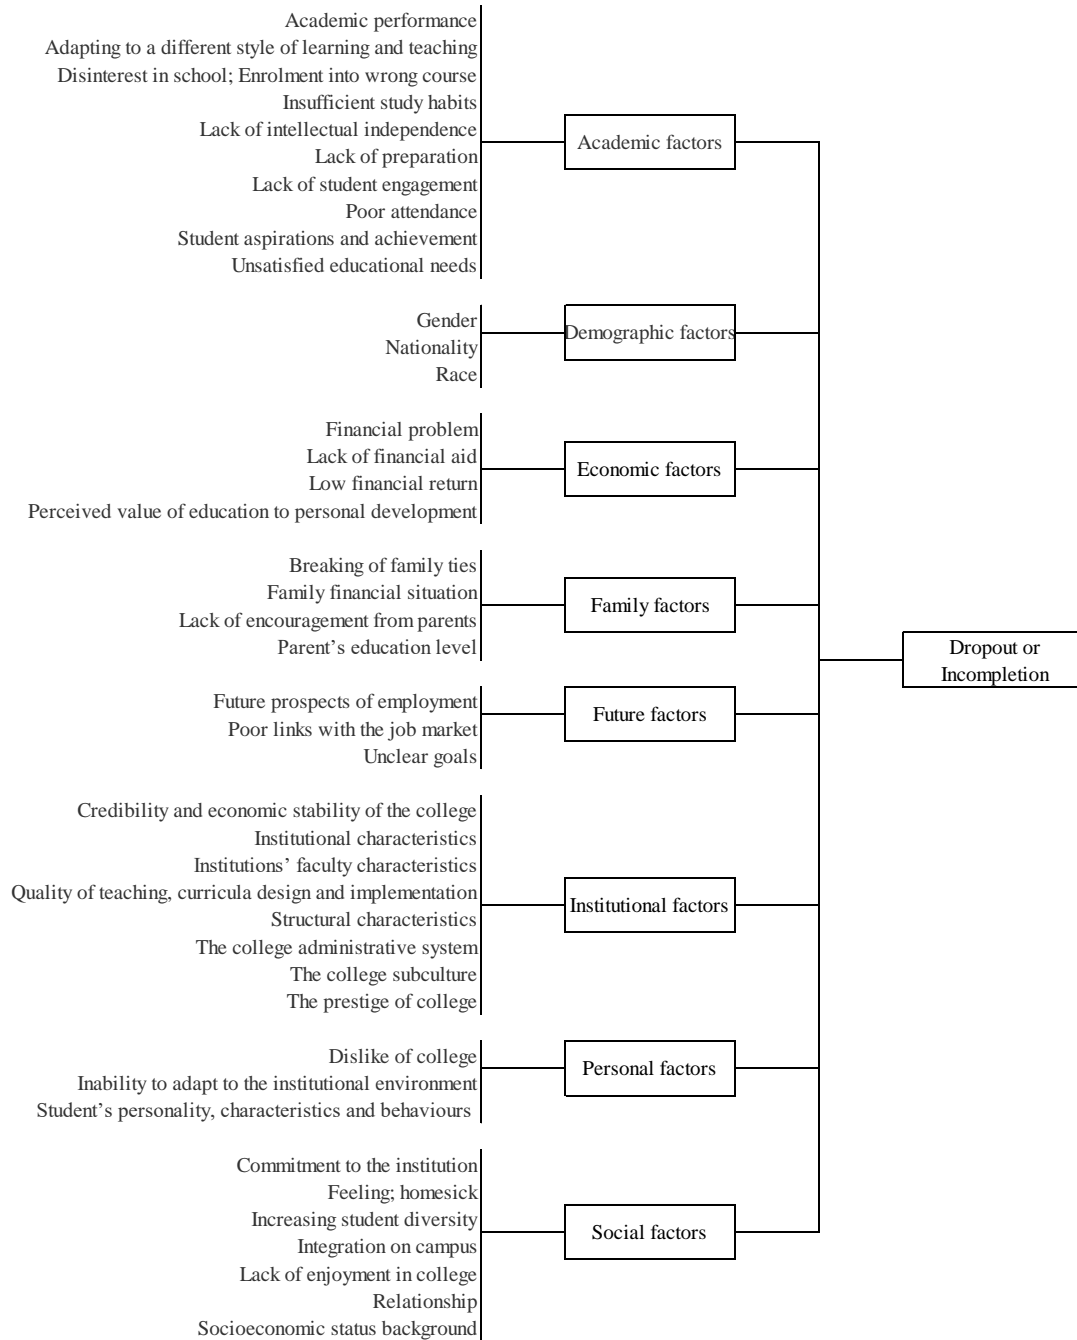 Academic performance
Adapting to a different style of learning and teaching
Disinterest in school; Enrolment into wrong course
Insufficient study habits
Lack of intellectual independence
Lack of preparation
Lack of student engagement
Poor attendance
Student aspirations and achievement
Unsatisfied educational needs
Academic factors
Gender
Nationality
Race
Demographic factors
Financial problem
Lack of financial aid
Low financial return
Perceived value of education to personal development
Economic factors
Breaking of family ties
Family financial situation
Lack of encouragement from parents
Parent’s education level
Family factors
Future prospects of employment
Poor links with the job market
Unclear goals
Future factors
Credibility and economic stability of the college
Institutional characteristics
Institutions’ faculty characteristics
Quality of teaching, curricula design and implementation
Structural characteristics
The college administrative system
The college subculture
The prestige of college
Institutional factors
Dislike of college
Inability to adapt to the institutional environment
Student’s personality, characteristics and behaviours
Personal factors
Commitment to the institution
Feeling; homesick
Increasing student diversity
Integration on campus
Lack of enjoyment in college
Relationship
Socioeconomic status background
Social factors
Dropout or
Incompletion